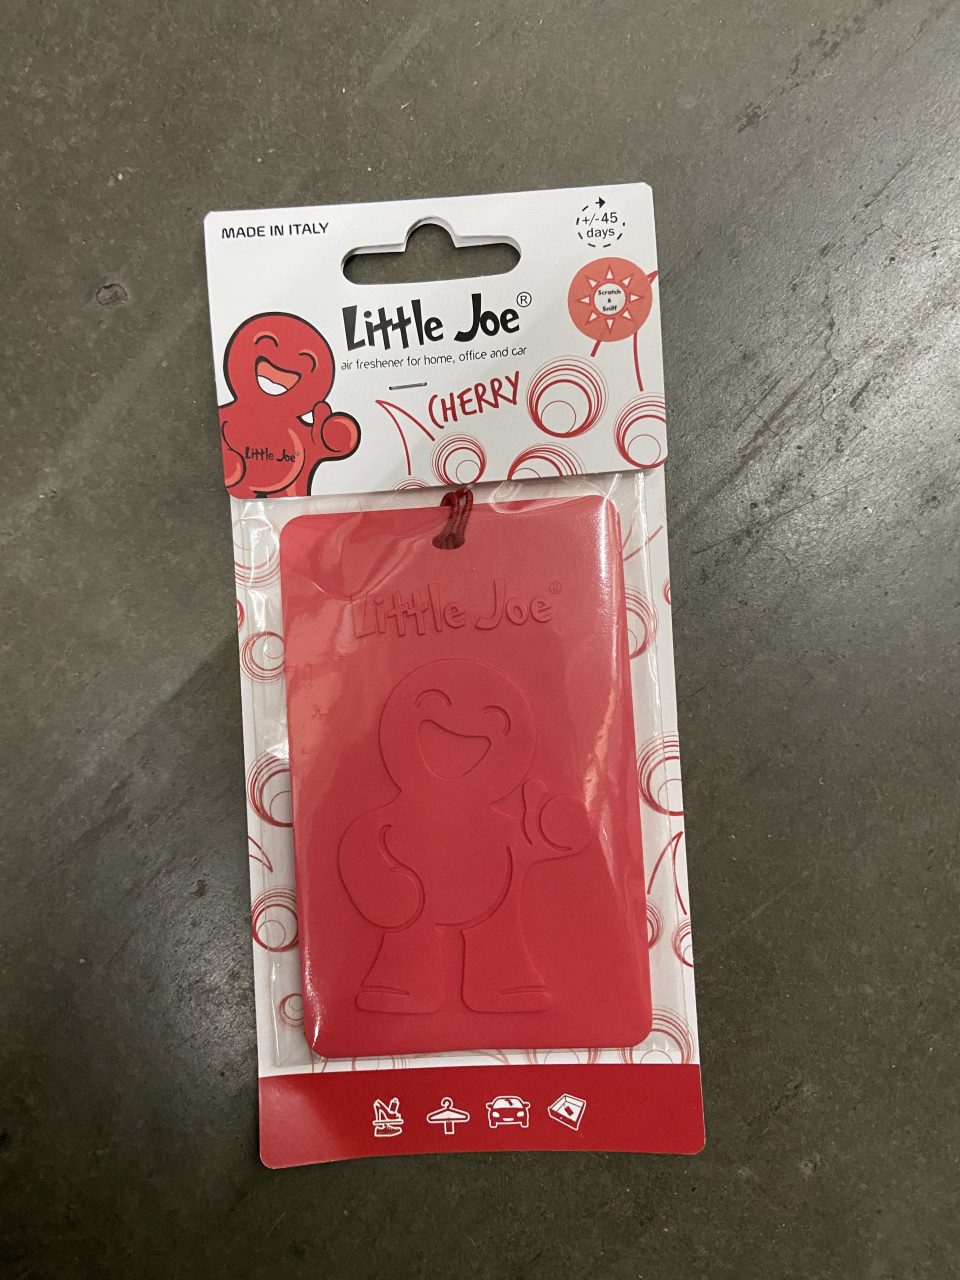 MADE IN ITALY
+/-45
days
Little Joe®
Scratch
&
Sniff
air freshener for home, office and car
CHERRY
Little Joe®
Little Joe®